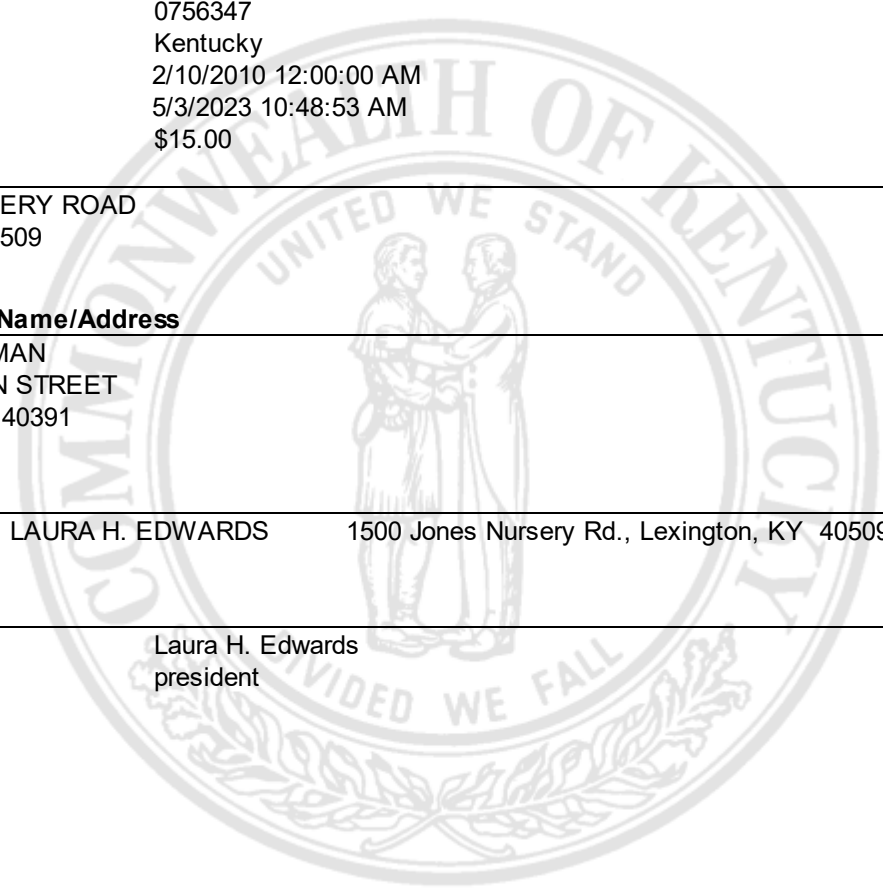 0756347
Kentucky
2/10/2010 12:00:00 AM
5/3/2023 10:48:53 AM
$15.00
ERY ROAD
509
Name/Address
MAN
N STREET
40391
LAURA H. EDWARDS 1500 Jones Nursery Rd., Lexington, KY 40509
Laura H. Edwards
president
COMMONWEALTH OF KENTUCKY
UNITED WE STAND
DIVIDED WE FALL